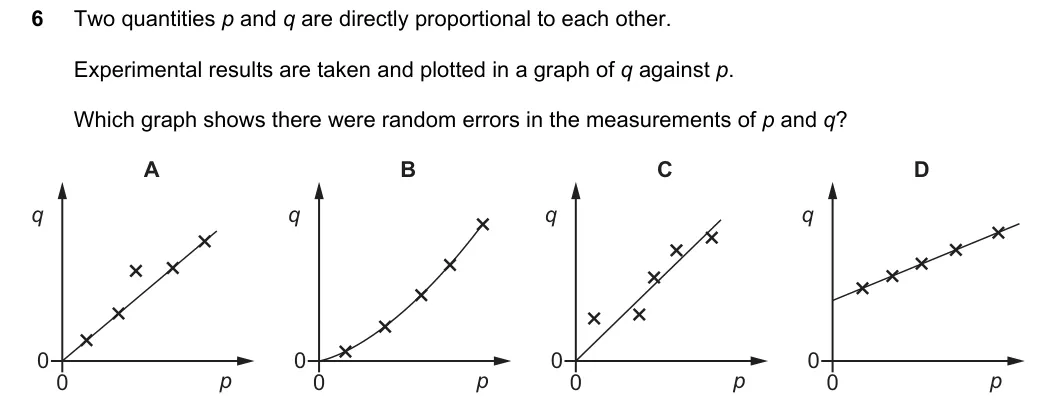 6 Two quantities p and q are directly proportional to each other.
Experimental results are taken and plotted in a graph of q against p.
Which graph shows there were random errors in the measurements of p and q?
A
q
0
0
p
B
q
0
0
p
C
q
0
0
p
D
q
0
0
p